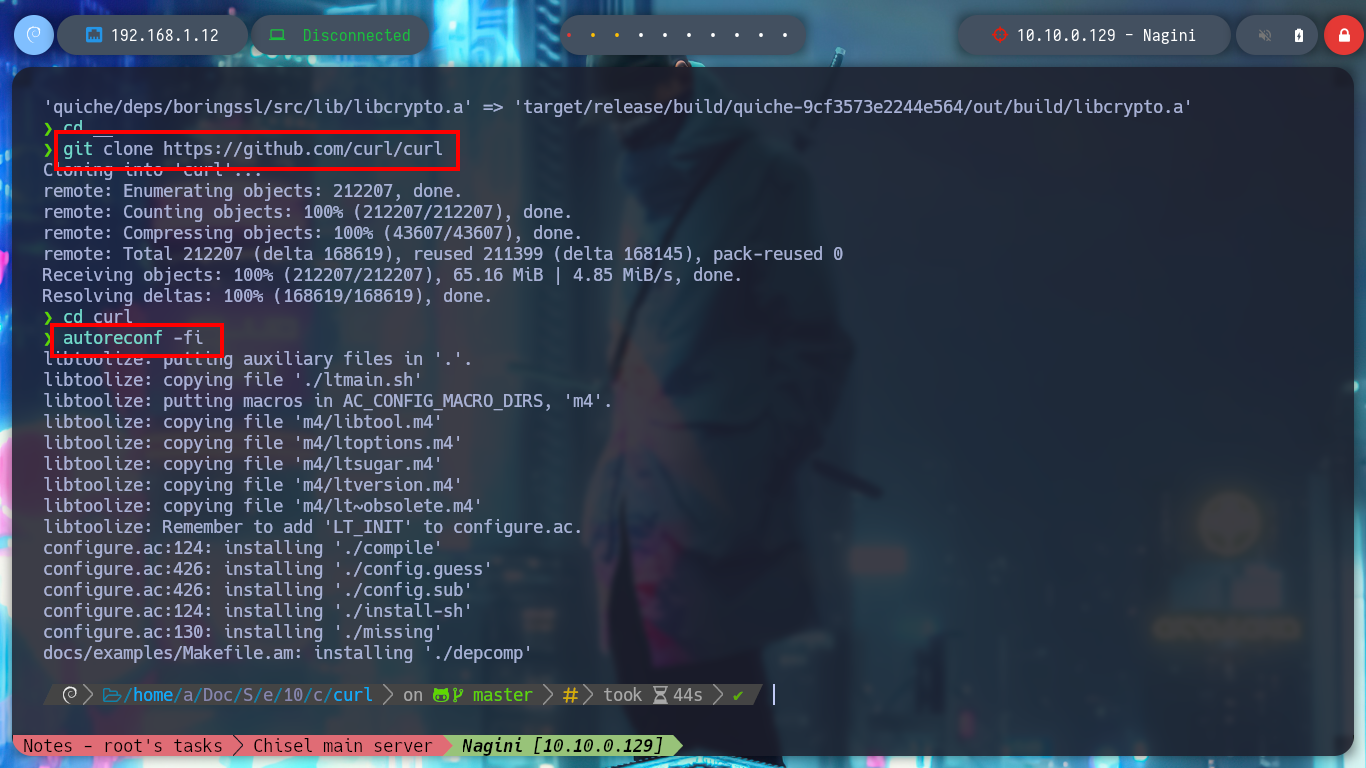 192.168.1.12
Disconnected
10.10.0.129 - Nagini
'quiche/deps/boringssl/src/lib/libcrypto.a' => 'target/release/build/quiche-9cf3573e2244e564/out/build/libcrypto.a'
❯ cd
❯ git clone https://github.com/curl/curl
Cloning into 'curl'...
remote: Enumerating objects: 212207, done.
remote: Counting objects: 100% (212207/212207), done.
remote: Compressing objects: 100% (43607/43607), done.
remote: Total 212207 (delta 168619), reused 211399 (delta 168145), pack-reused 0
Receiving objects: 100% (212207/212207), 65.16 MiB | 4.85 MiB/s, done.
Resolving deltas: 100% (168619/168619), done.
❯ cd curl
❯ autoreconf -fi
libtoolize: putting auxiliary files in '.'.
libtoolize: copying file './ltmain.sh'
libtoolize: putting macros in AC_CONFIG_MACRO_DIRS, 'm4'.
libtoolize: copying file 'm4/libtool.m4'
libtoolize: copying file 'm4/ltoptions.m4'
libtoolize: copying file 'm4/ltsugar.m4'
libtoolize: copying file 'm4/ltversion.m4'
libtoolize: copying file 'm4/lt~obsolete.m4'
libtoolize: Remember to add 'LT_INIT' to configure.ac.
configure.ac:124: installing './compile'
configure.ac:426: installing './config.guess'
configure.ac:426: installing './config.sub'
configure.ac:124: installing './install-sh'
configure.ac:130: installing './missing'
docs/examples/Makefile.am: installing './depcomp'
/home/a/Doc/S/e/10/c/curl on master # took 44s ✔
Notes - root's tasks Chisel main server Nagini [10.10.0.129]